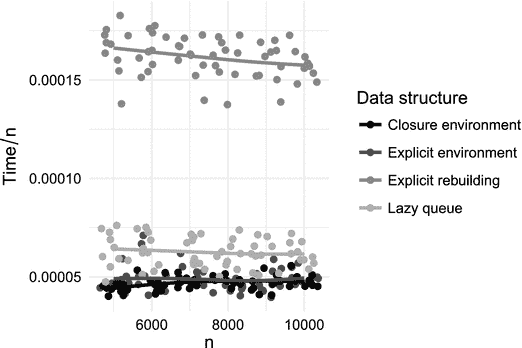 0.00015
0.00010
0.00005
Time/n
6000 8000 10000
n
Data structure
Closure environment
Explicit environment
Explicit rebuilding
Lazy queue